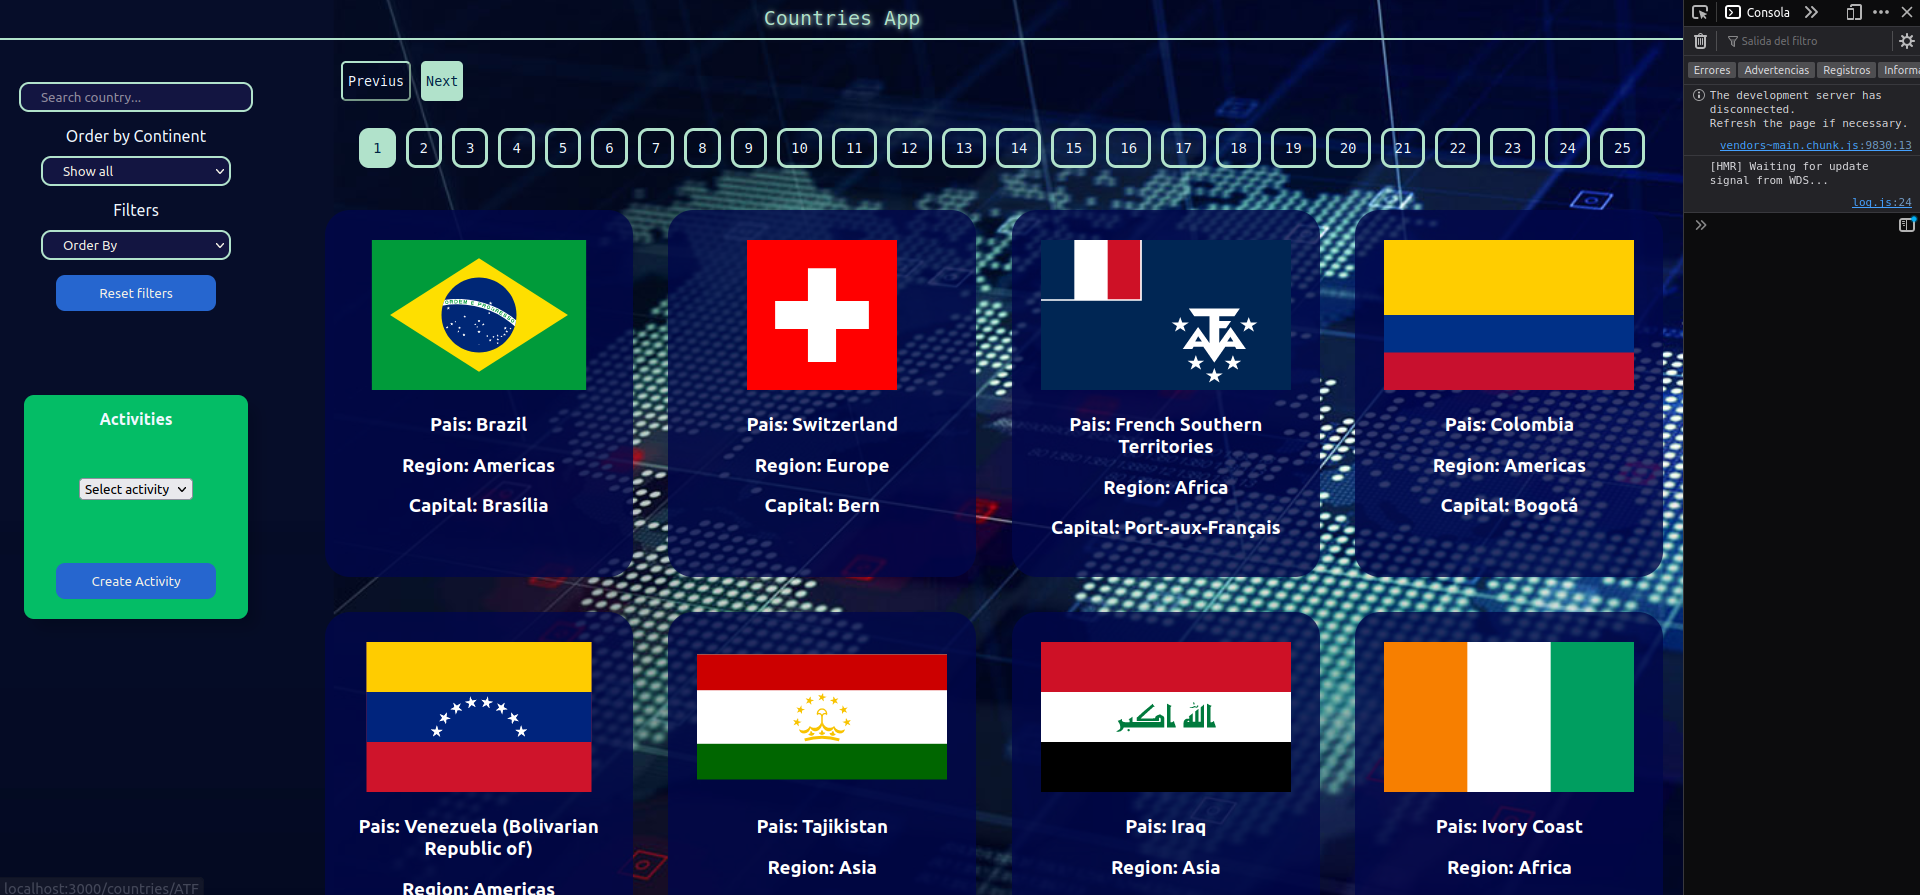 Countries App
Search country...
Order by Continent
Show all
Filters
Order By
Reset filters
Activities
Select activity
Create Activity
Previus Next
1 2 3 4 5 6 7 8 9 10 11 12 13 14 15 16 17 18 19 20 21 22 23 24 25
ORDEM E PROGRESSO
Pais: Brazil
Region: Americas
Capital: Brasília
Pais: Switzerland
Region: Europe
Capital: Bern
TAAF
Pais: French Southern
Territories
Region: Africa
Capital: Port-aux-Français
Pais: Colombia
Region: Americas
Capital: Bogotá
Pais: Venezuela (Bolivarian
Republic of)
Region: Americas
Pais: Tajikistan
Region: Asia
الله اكبر
Pais: Iraq
Region: Asia
Pais: Ivory Coast
Region: Africa
localhost:3000/countries/ATF
Consola
Salida del filtro
Errores Advertencias Registros Informa
The development server has
disconnected.
Refresh the page if necessary.
vendors~main.chunk.js:9830:13
[HMR] Waiting for update
signal from WDS...
log.js:24